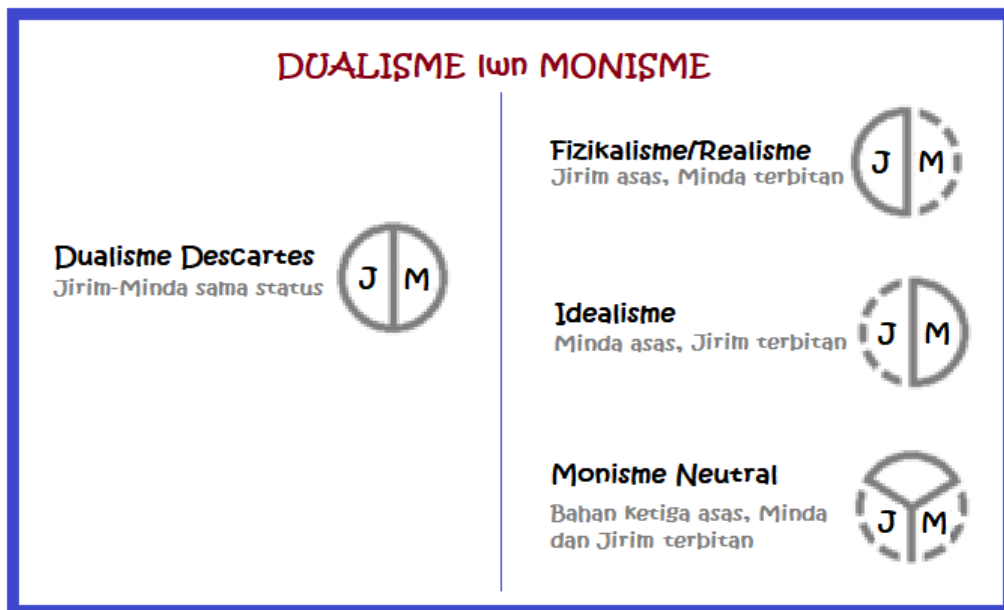 DUALISME lwn MONISME
Dualisme Descartes
Jirim-Minda sama status
J M
Fizikalisme/Realisme
Jirim asas, Minda terbitan
J M
Idealisme
Minda asas, Jirim terbitan
J M
Monisme Neutral
Bahan ketiga asas, Minda
dan Jirim terbitan
J M